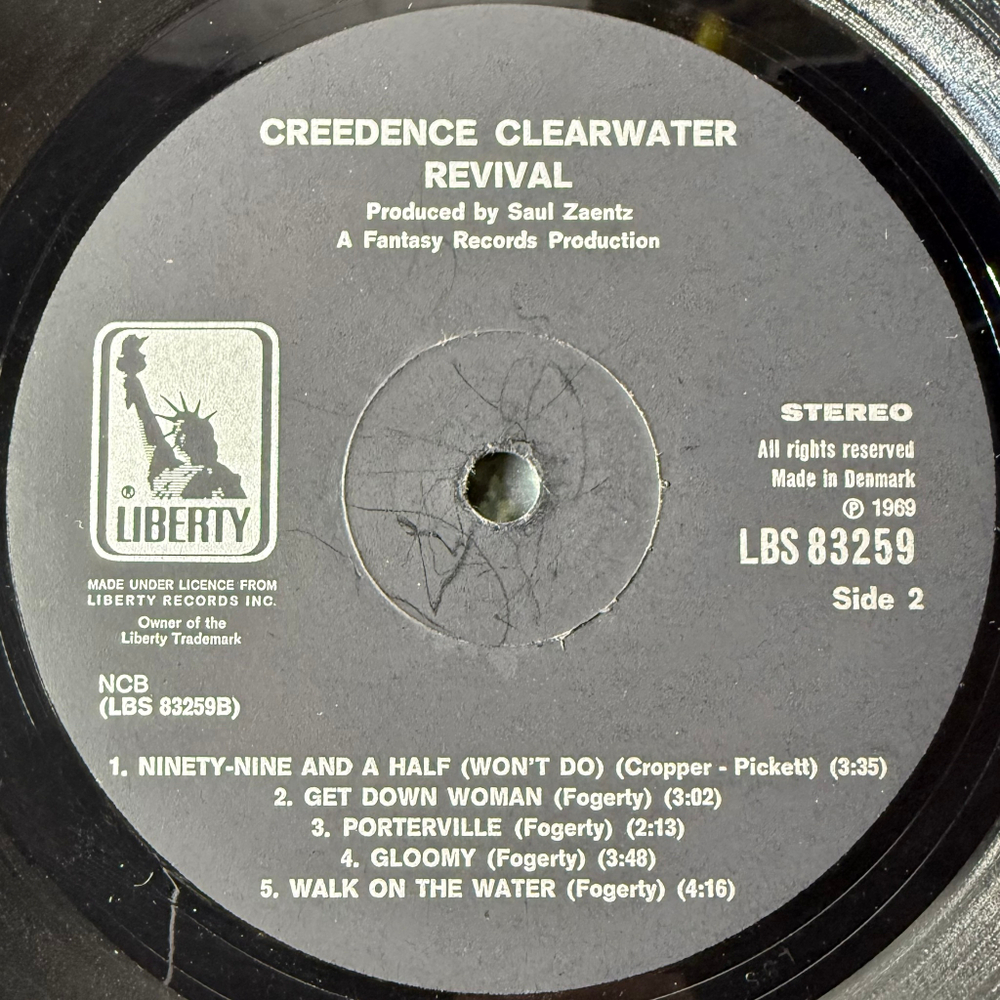 CREEDENCE CLEARWATER
REVIVAL
Produced by Saul Zaentz
A Fantasy Records Production
®
LIBERTY
MADE UNDER LICENCE FROM
LIBERTY RECORDS INC.
Owner of the
Liberty Trademark
NCB
(LBS 83259B)
STEREO
All rights reserved
Made in Denmark
℗ 1969
LBS 83259
Side 2
1. NINETY-NINE AND A HALF (WON'T DO) (Cropper - Pickett) (3:35)
2. GET DOWN WOMAN (Fogerty) (3:02)
3. PORTERVILLE (Fogerty) (2:13)
4. GLOOMY (Fogerty) (3:48)
5. WALK ON THE WATER (Fogerty) (4:16)